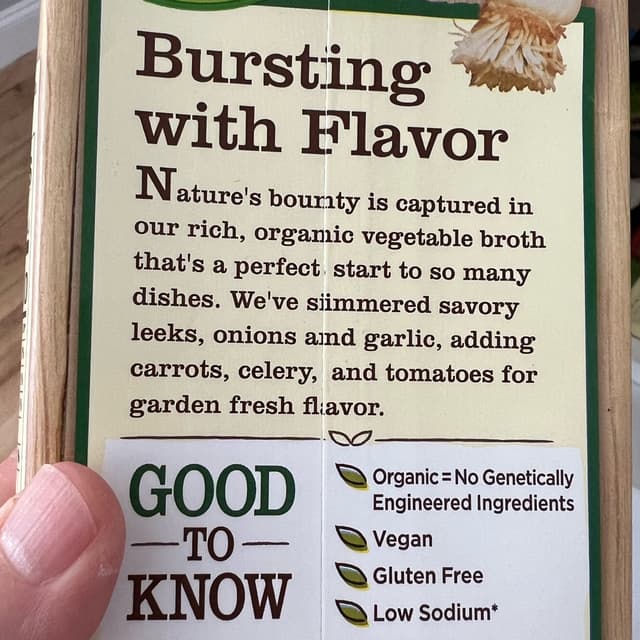 Bursting
with Flavor
Nature's bounty is captured in
our rich, organic vegetable broth
that's a perfect start to so many
dishes. We've simmered savory
leeks, onions and garlic, adding
carrots, celery, and tomatoes for
garden fresh flavor.
GOOD
TO
KNOW
Organic = No Genetically
Engineered Ingredients
Vegan
Gluten Free
Low Sodium*